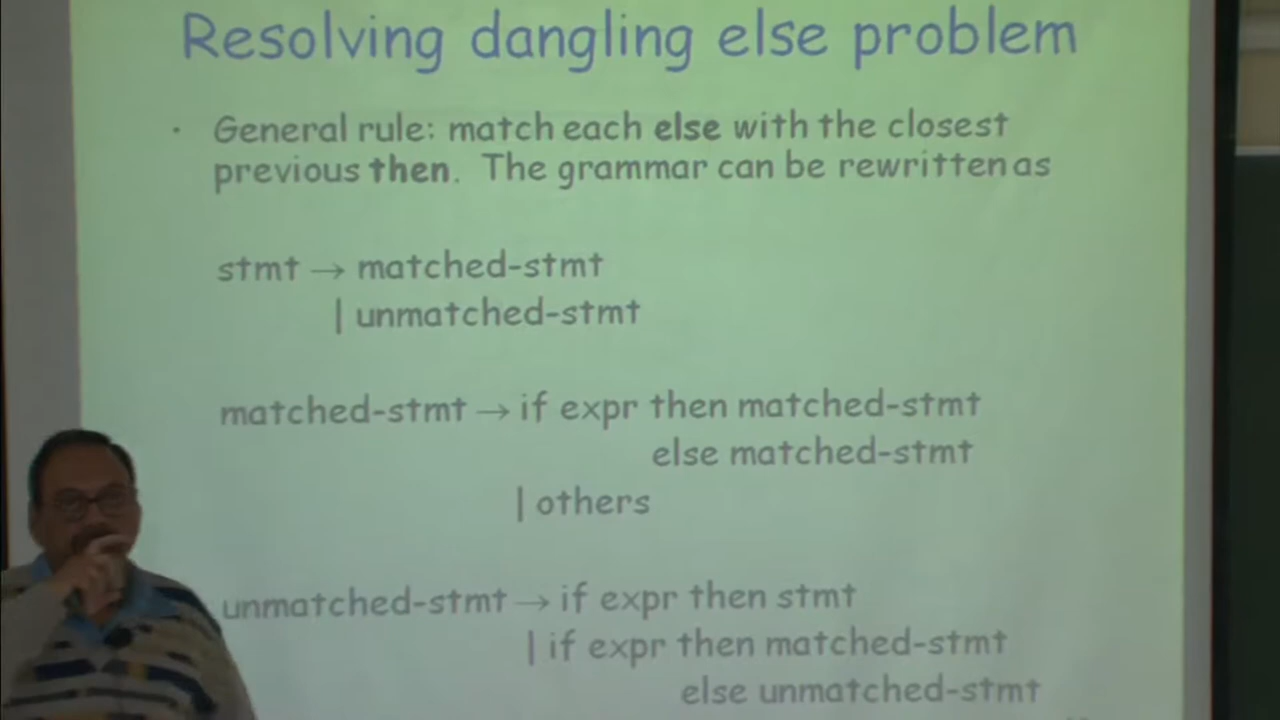 Resolving dangling else problem
• General rule: match each else with the closest
previous then. The grammar can be rewritten as
stmt → matched-stmt
| unmatched-stmt
matched-stmt → if expr then matched-stmt
else matched-stmt
| others
unmatched-stmt → if expr then stmt
| if expr then matched-stmt
else unmatched-stmt